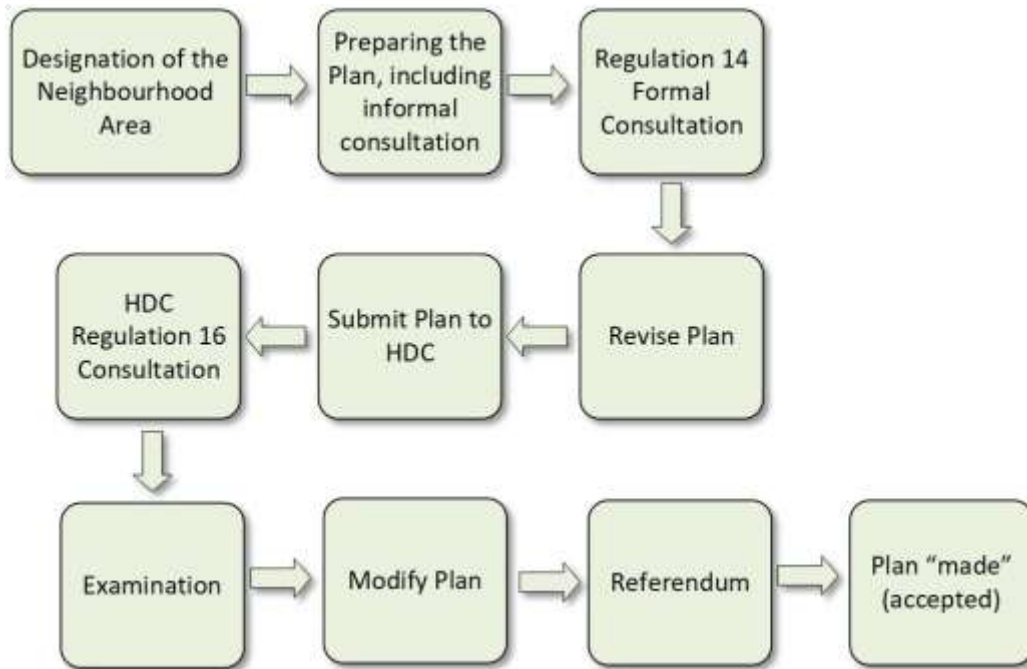 Designation of the
Neighbourhood
Area
Preparing the
Plan, including
informal
consultation
Regulation 14
Formal
Consultation
Revise Plan
Submit Plan to
HDC
HDC
Regulation 16
Consultation
Examination
Modify Plan
Referendum
Plan “made”
(accepted)